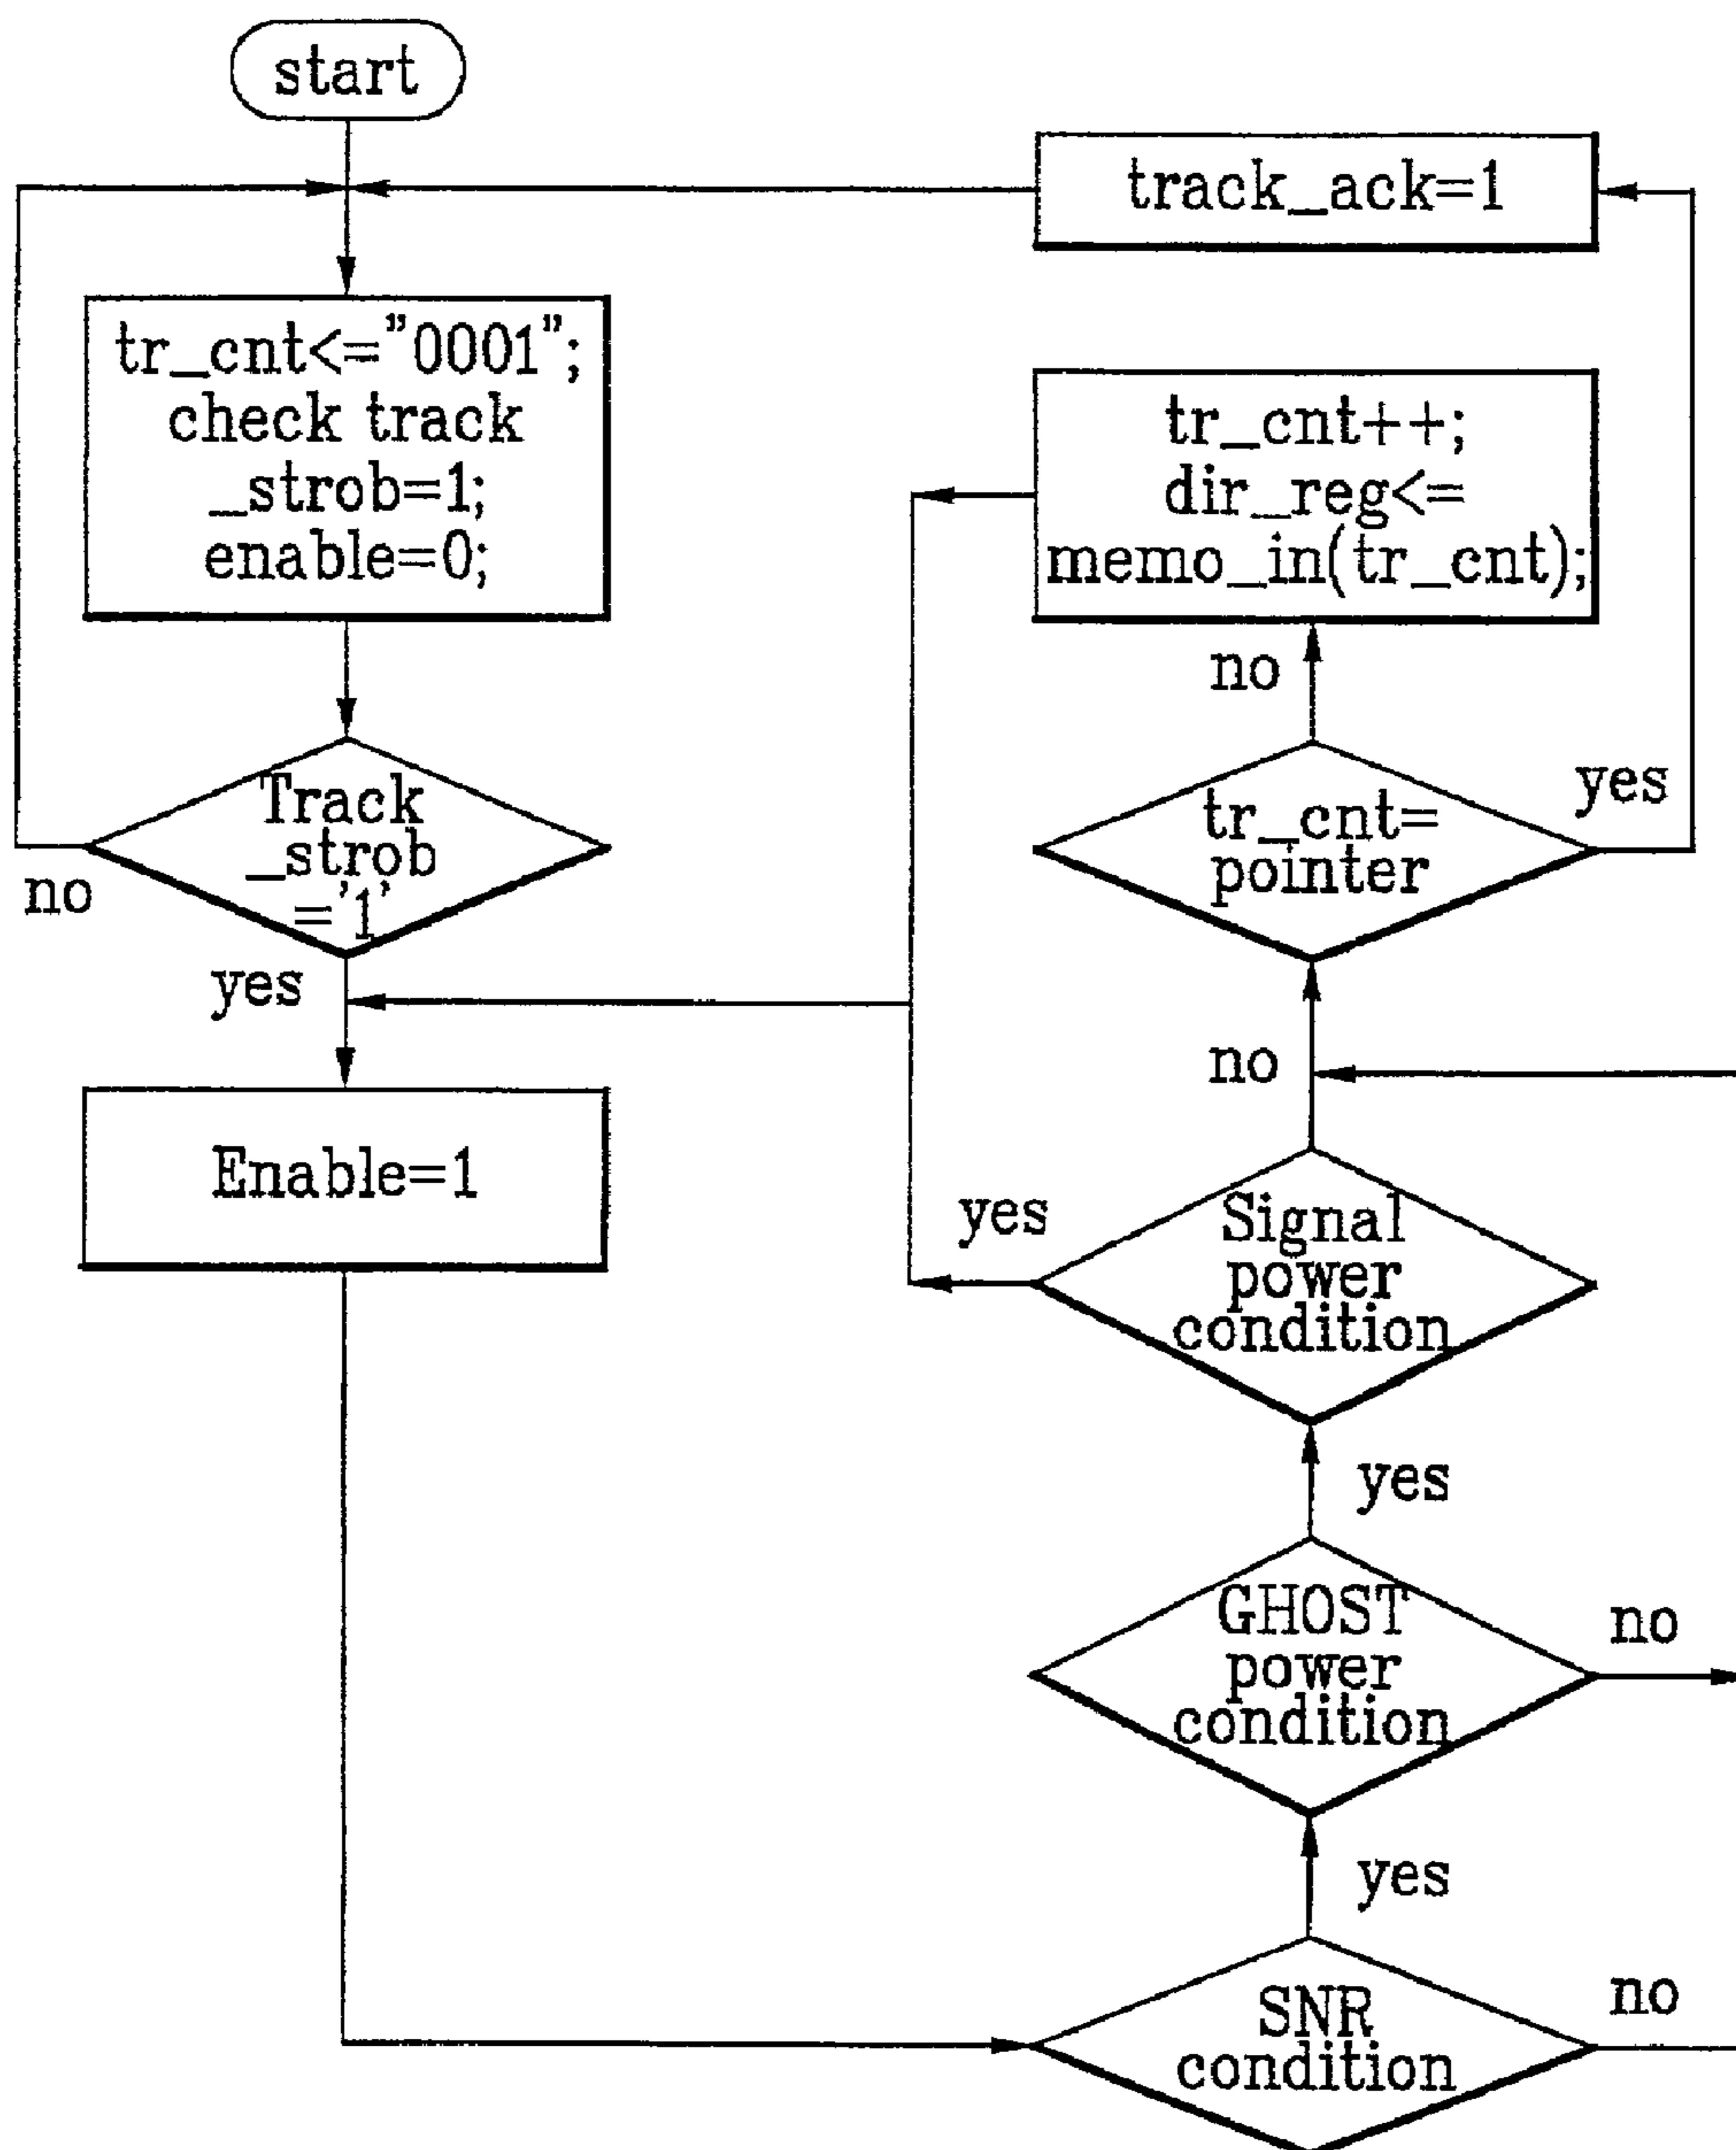 start
track_ack=1
tr_cnt<="0001";
check track
_strob=1;
enable=0;
tr_cnt++;
dir_reg<=
memo_in(tr_cnt);
no
Track
_strob
='1'
no
yes
tr_cnt=
pointer
yes
no
Enable=1
yes
Signal
power
condition
yes
GHOST
power
condition
no
yes
SNR
condition
no